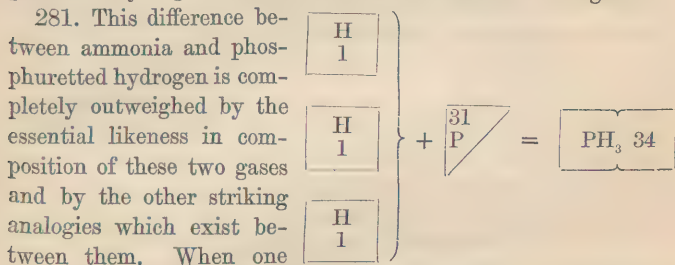 281. This difference be-
tween ammonia and phos-
phuretted hydrogen is com-
pletely outweighed by the
essential likeness in com-
position of these two gases
and by the other striking
analogies which exist be-
tween them. When one
H
1
H
1
H
1
+ 31
P
= PH₃ 34